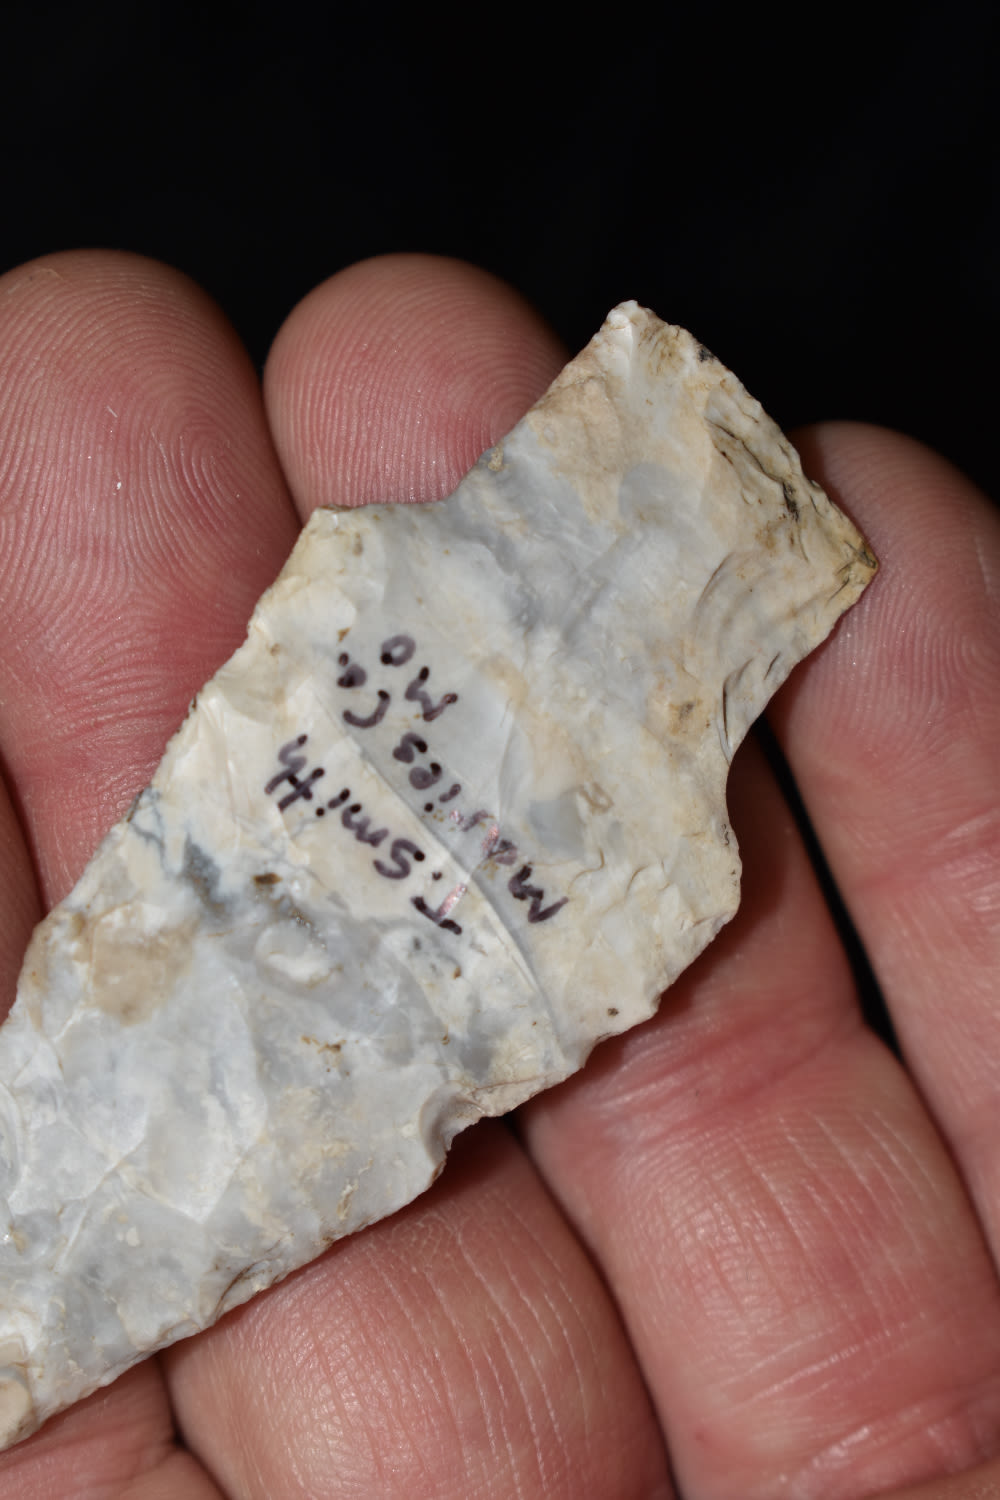 T. Smith
Maries Co.
Mo